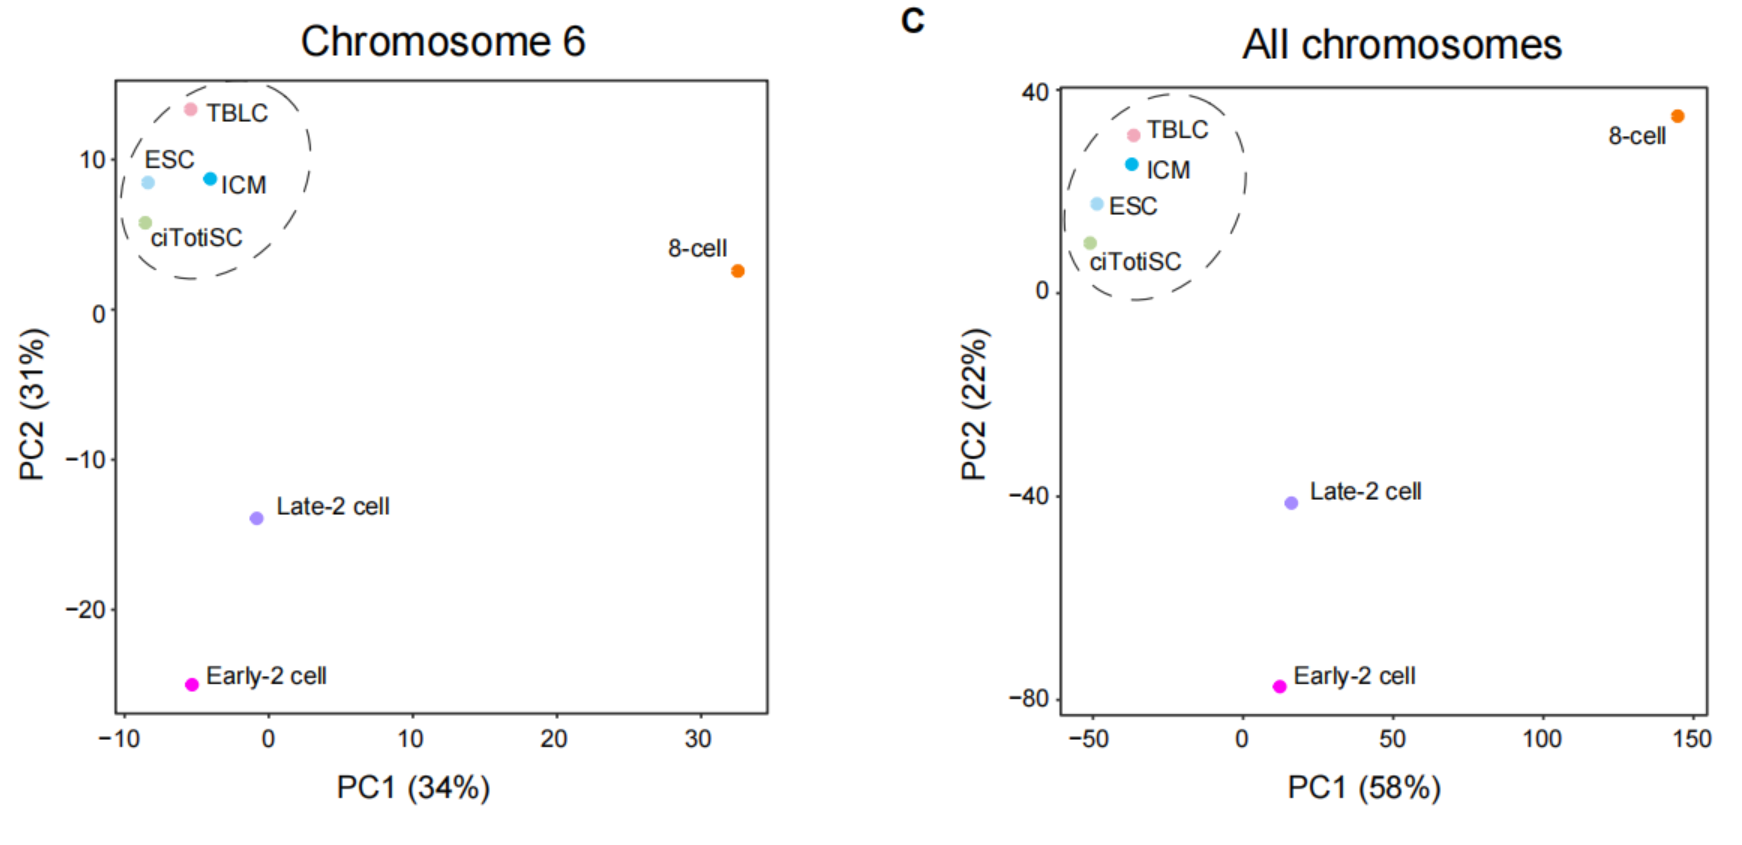 Chromosome 6
TBLC
ESC
ICM
ciTotiSC
8-cell
Late-2 cell
Early-2 cell
10
0
−10
−20
PC2 (31%)
−10
0
10
20
30
PC1 (34%)
C
All chromosomes
TBLC
ICM
ESC
ciTotiSC
8-cell
Late-2 cell
Early-2 cell
40
0
−40
−80
PC2 (22%)
−50
0
50
100
150
PC1 (58%)